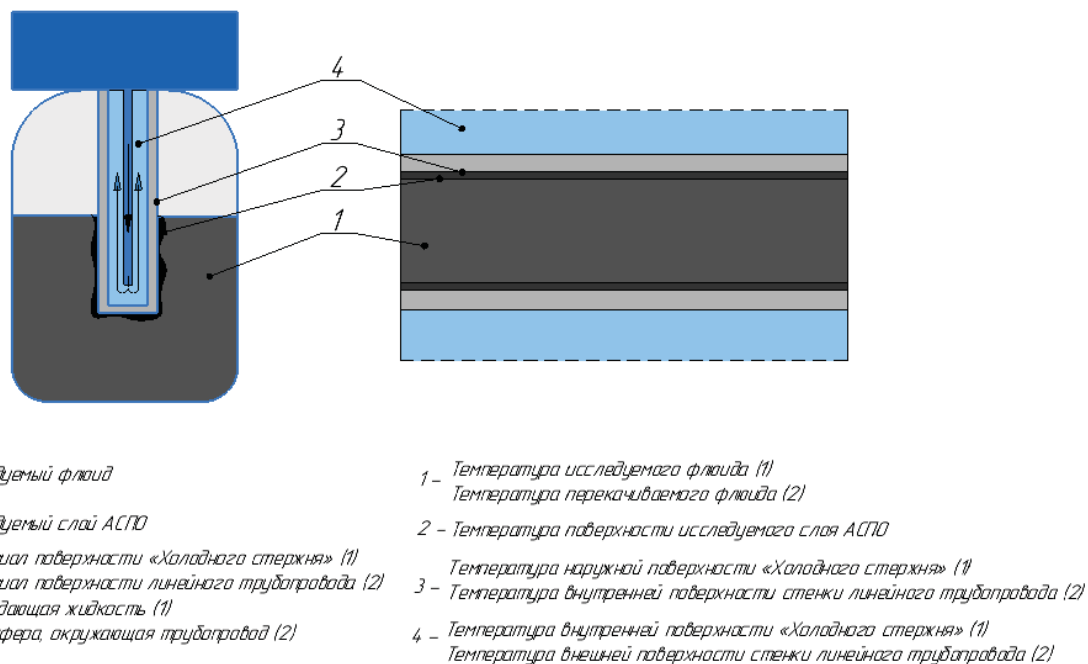 4
3
2
1
дуемый флюид
дуемый слой АСПО
иал поверхности «Холодного стержня» (1)
иал поверхности линейного трубопровода (2)
дающая жидкость (1)
фера, окружающая трубопровод (2)
1 – Температура исследуемого флюида (1)
Температура перекачиваемого флюида (2)
2 – Температура поверхности исследуемого слоя АСПО
Температура наружной поверхности «Холодного стержня» (1)
3 – Температура внутренней поверхности стенки линейного трубопровода (2)
4 – Температура внутренней поверхности «Холодного стержня» (1)
Температура внешней поверхности стенки линейного трубопровода (2)